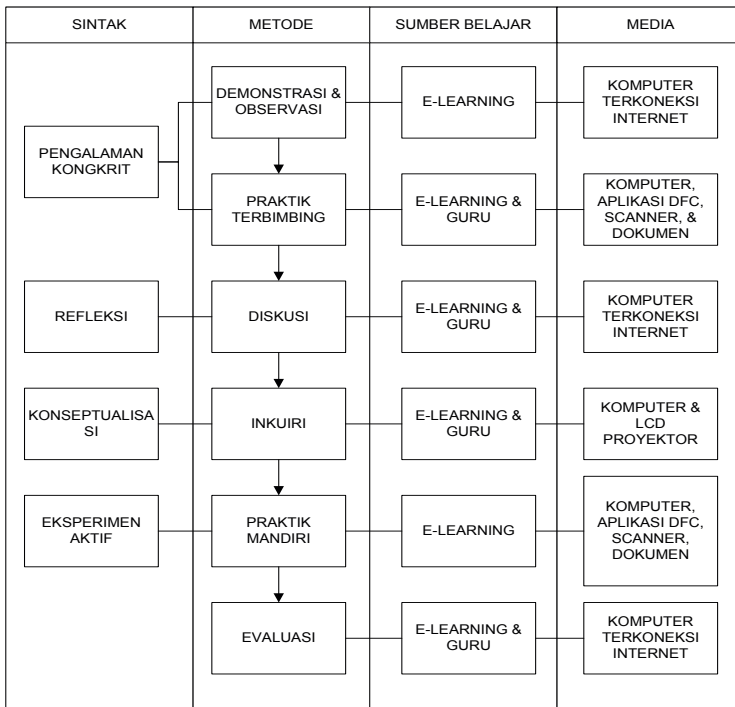 SINTAK
METODE
SUMBER BELAJAR
MEDIA
PENGALAMAN
KONGKRIT
DEMONSTRASI &
OBSERVASI
E-LEARNING
KOMPUTER
TERKONEKSI
INTERNET
PRAKTIK
TERBIMBING
E-LEARNING &
GURU
KOMPUTER,
APLIKASI DFC,
SCANNER, &
DOKUMEN
REFLEKSI
DISKUSI
E-LEARNING &
GURU
KOMPUTER
TERKONEKSI
INTERNET
KONSEPTUALISA
SI
INKUIRI
E-LEARNING &
GURU
KOMPUTER &
LCD
PROYEKTOR
EKSPERIMEN
AKTIF
PRAKTIK
MANDIRI
E-LEARNING
KOMPUTER,
APLIKASI DFC,
SCANNER,
DOKUMEN
EVALUASI
E-LEARNING &
GURU
KOMPUTER
TERKONEKSI
INTERNET